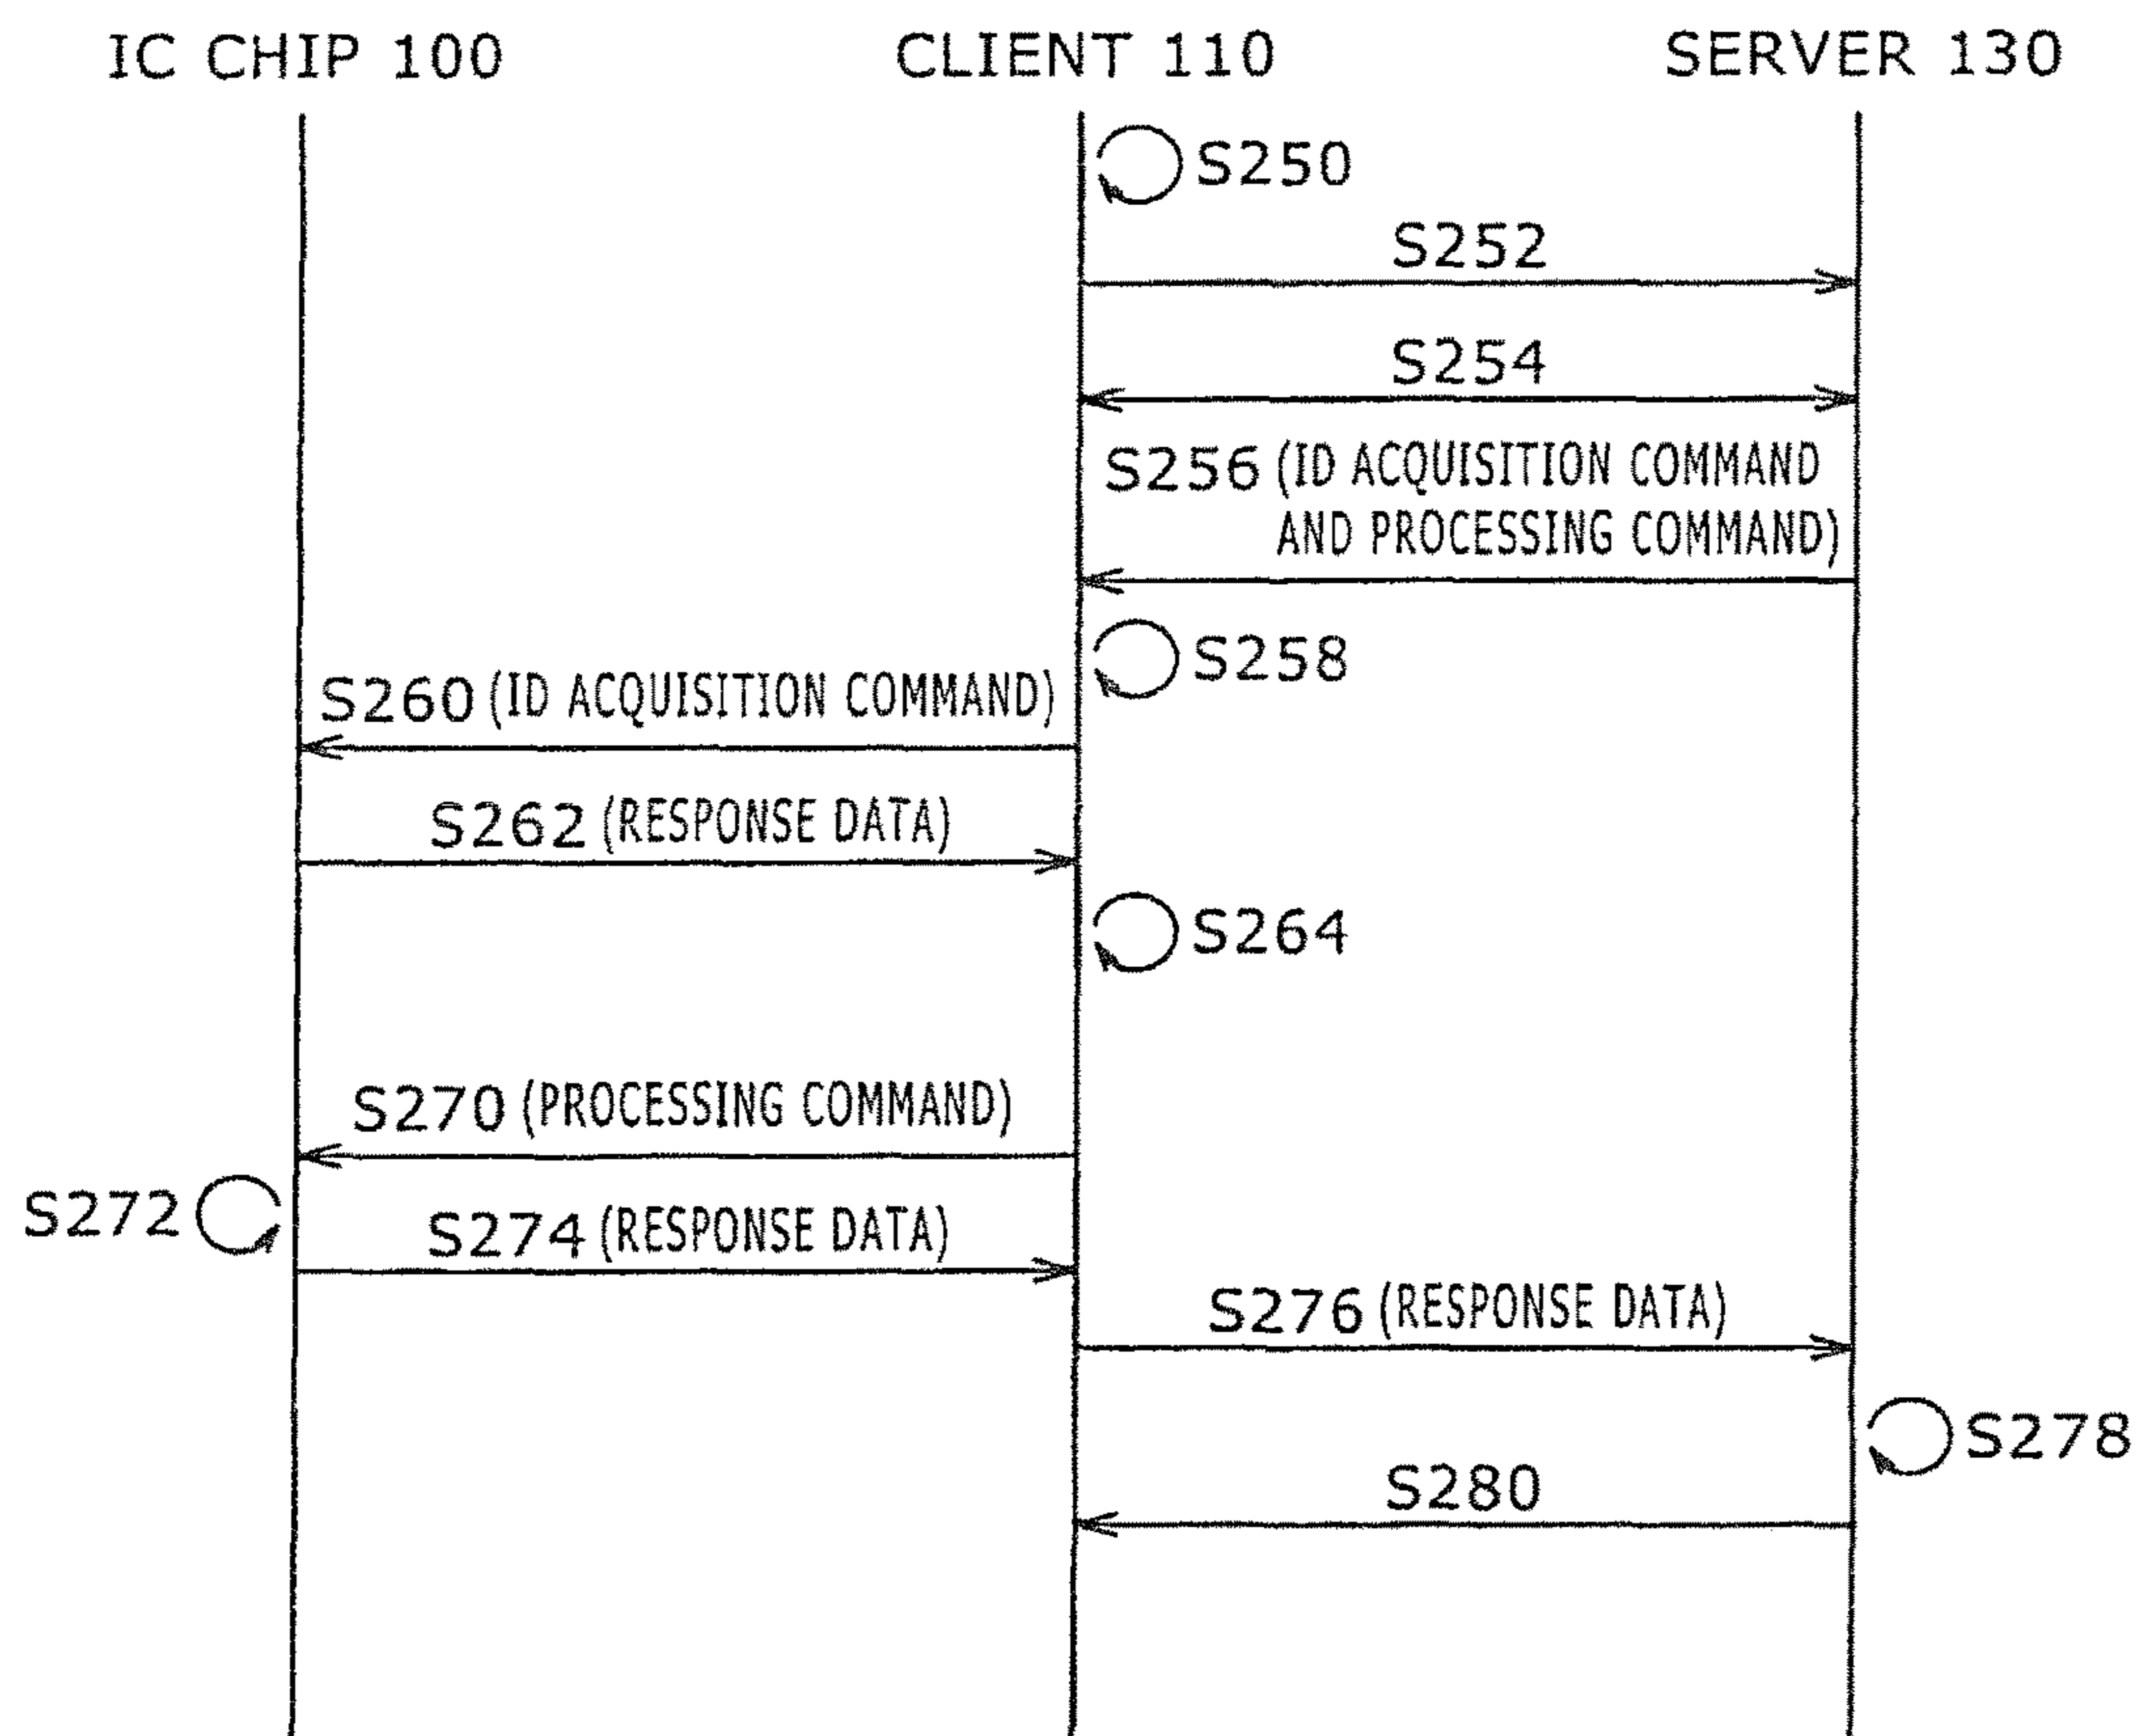 IC CHIP 100
CLIENT 110
SERVER 130
S250
S252
S254
S256 (ID ACQUISITION COMMAND
AND PROCESSING COMMAND)
S258
S260 (ID ACQUISITION COMMAND)
S262 (RESPONSE DATA)
S264
S270 (PROCESSING COMMAND)
S272
S274 (RESPONSE DATA)
S276 (RESPONSE DATA)
S278
S280